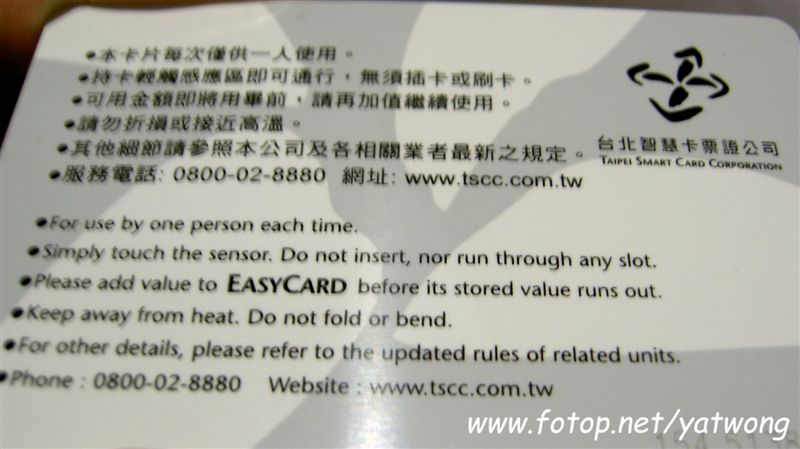 •本卡片每次僅供一人使用。
•持卡輕觸感應區即可通行，無須插卡或刷卡。
•可用金額即將用畢前，請再加值繼續使用。
•請勿折損或接近高溫。
•其他細節請參照本公司及各相關業者最新之規定。
•服務電話: 0800-02-8880 網址: www.tscc.com.tw
台北智慧卡票證公司
TAIPEI SMART CARD CORPORATION
•For use by one person each time.
•Simply touch the sensor. Do not insert, nor run through any slot.
•Please add value to EASYCARD before its stored value runs out.
•Keep away from heat. Do not fold or bend.
•For other details, please refer to the updated rules of related units.
•Phone : 0800-02-8880 Website : www.tscc.com.tw
www.fotop.net/yatwong